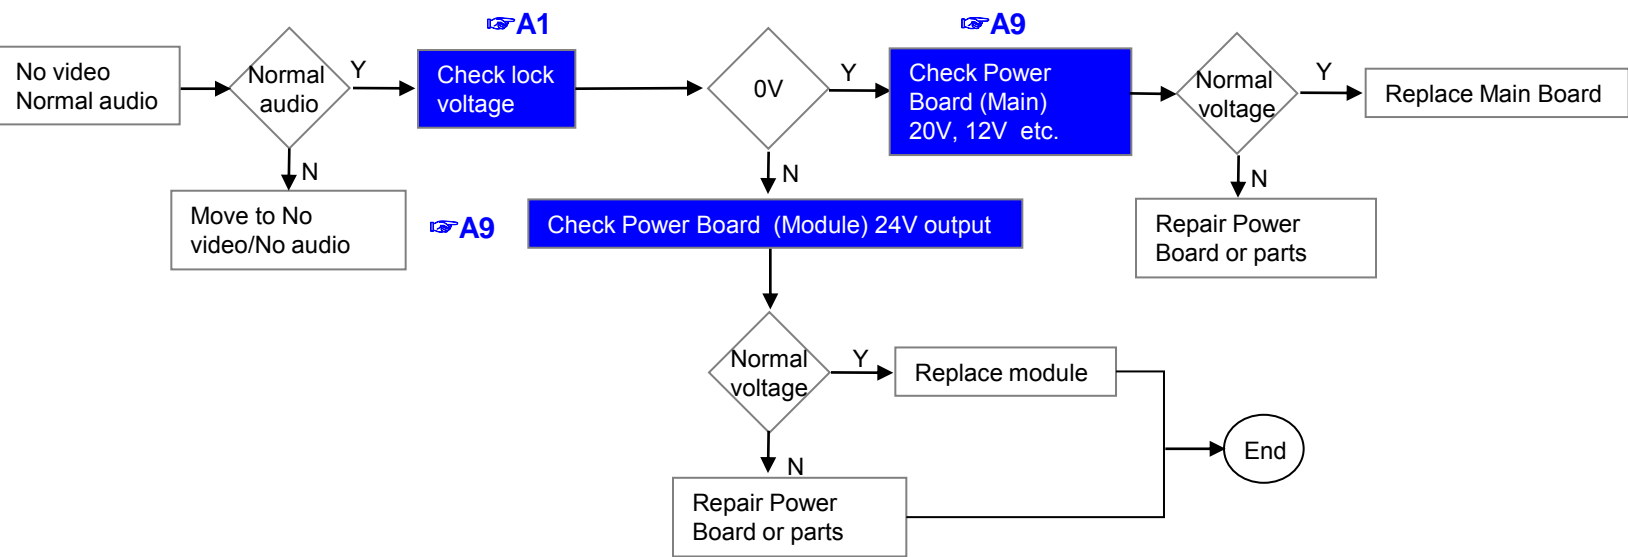 ☞A1
☞A9
No video
Normal audio
Normal
audio
Y
Check lock
voltage
0V
Y
Check Power
Board (Main)
20V, 12V etc.
Normal
voltage
Y
Replace Main Board
N
Move to No
video/No audio
N
☞A9
Check Power Board (Module) 24V output
N
Repair Power
Board or parts
Normal
voltage
Y
Replace module
End
N
Repair Power
Board or parts